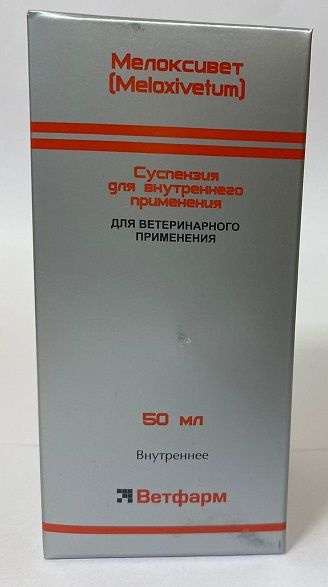 Мелоксивет
(Meloxivetum)
Суспензия
для внутреннего
применения
ДЛЯ ВЕТЕРИНАРНОГО
ПРИМЕНЕНИЯ
50 мл
Внутреннее
Ветфарм